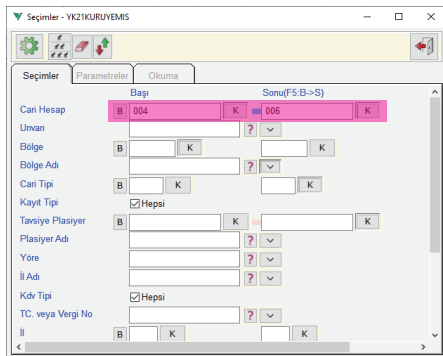 Seçimler - YK21KURUYEMIS
Seçimler Parametreler Okuma
Başı Sonu(F5:B->S)
Cari Hesap B 004 K 006 K
Unvan ?
Bölge B K K
Bölge Adı ?
Cari Tipi B K K
Kayıt Tipi Hepsi
Tavsiye Plasiyer B K K
Plasiyer Adı ?
Yöre ?
İl Adı ?
Kdv Tipi Hepsi
TC. veya Vergi No ?
İl B K K